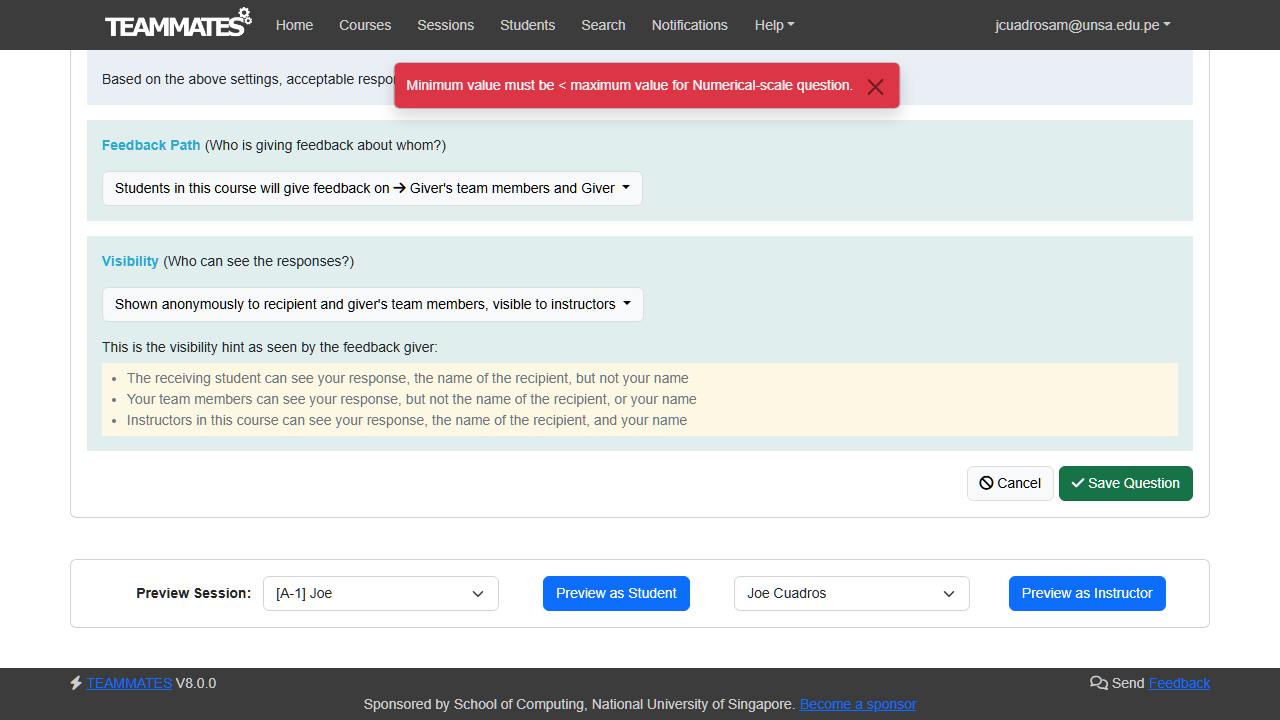 TEAMMATES Home Courses Sessions Students Search Notifications Help jcuadrosam@unsa.edu.pe
Based on the above settings, acceptable
Minimum value must be < maximum value for Numerical-scale question.
Feedback Path (Who is giving feedback about whom?)
Students in this course will give feedback on → Giver's team members and Giver
Visibility (Who can see the responses?)
Shown anonymously to recipient and giver's team members, visible to instructors
This is the visibility hint as seen by the feedback giver:
• The receiving student can see your response, the name of the recipient, but not your name
• Your team members can see your response, but not the name of the recipient, or your name
• Instructors in this course can see your response, the name of the recipient, and your name
Cancel Save Question
Preview Session: [A-1] Joe Preview as Student Joe Cuadros Preview as Instructor
TEAMMATES V8.0.0 Send Feedback
Sponsored by School of Computing, National University of Singapore. Become a sponsor